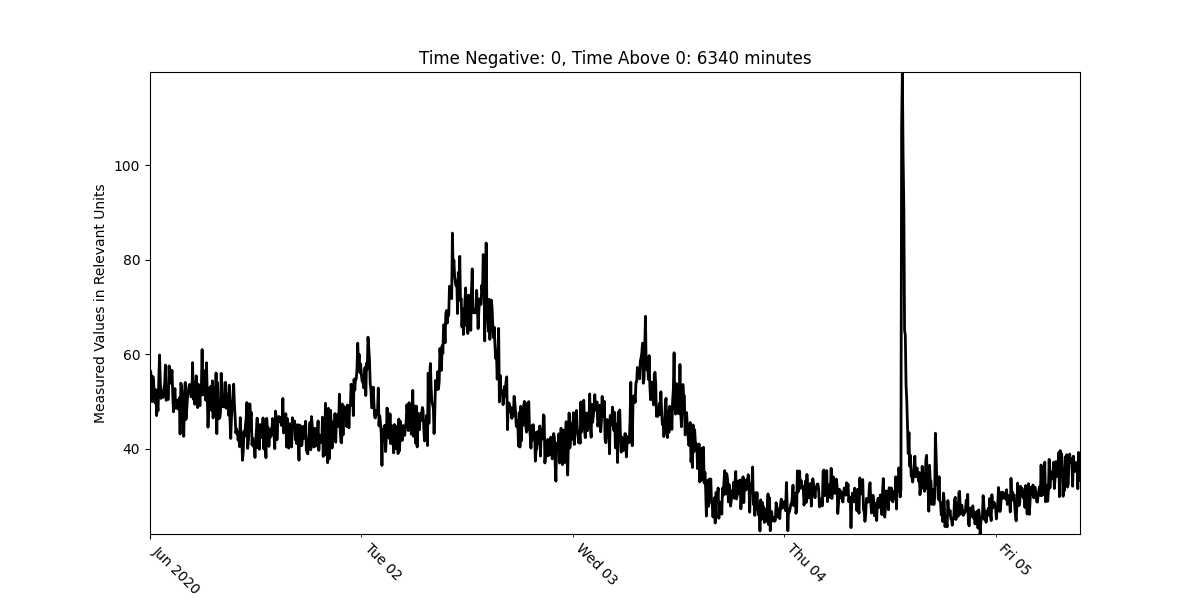 Time Negative: 0, Time Above 0: 6340 minutes
Measured Values in Relevant Units
100
80
60
40
Jun 2020
Tue 02
Wed 03
Thu 04
Fri 05